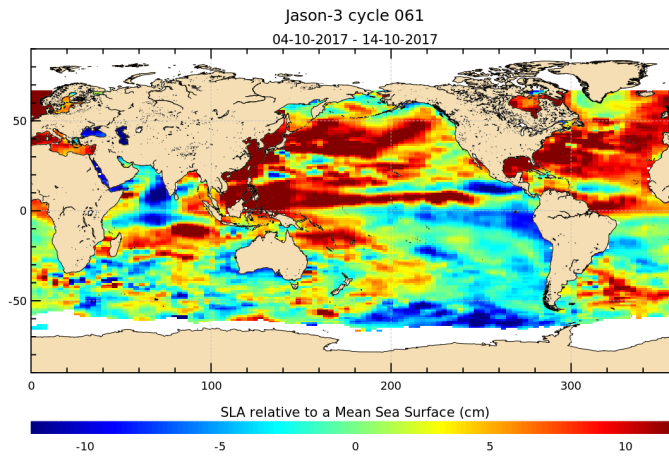 Jason-3 cycle 061
04-10-2017 - 14-10-2017
50
0
-50
0 100 200 300
SLA relative to a Mean Sea Surface (cm)
-10 -5 0 5 10